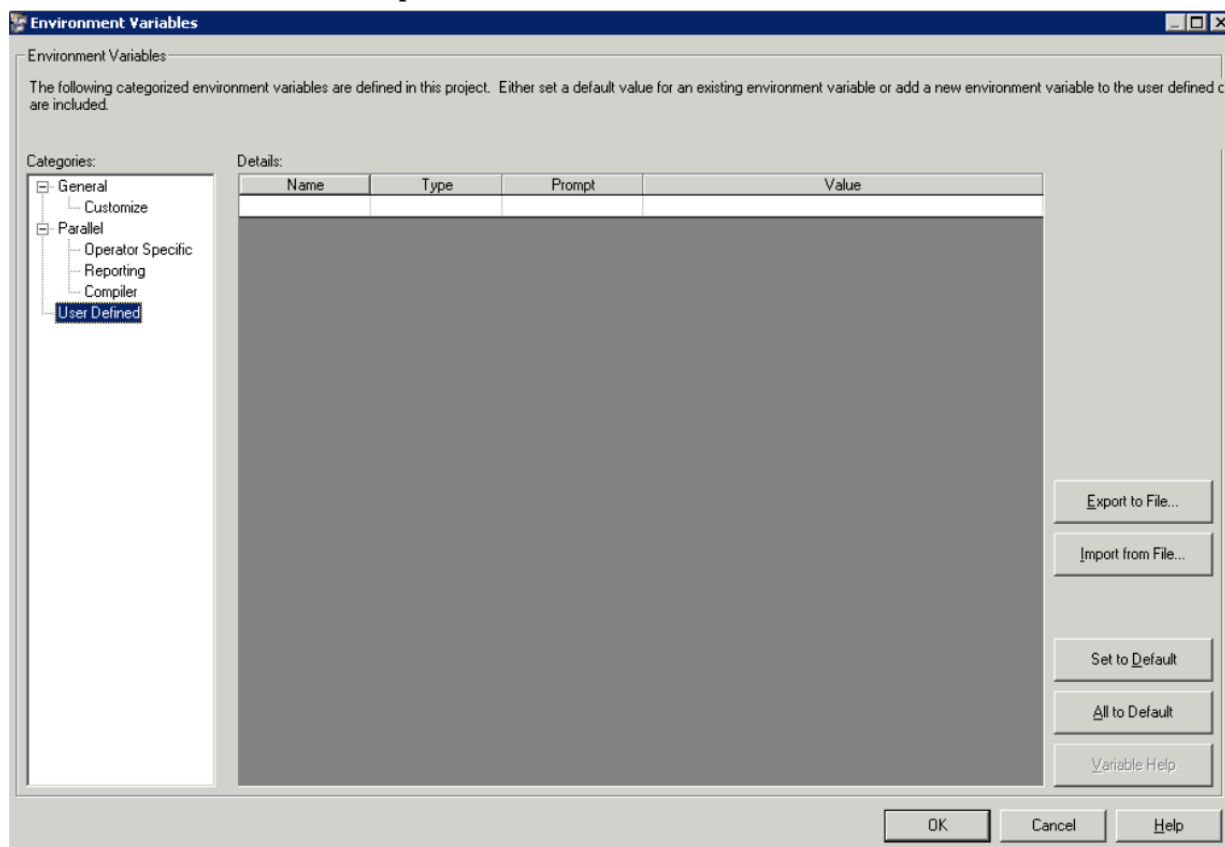 Environment Variables
Environment Variables
The following categorized environment variables are defined in this project.  Either set a default value for an existing environment variable or add a new environment variable to the user defined c
are included.
Categories:
Details:
General
Customize
Parallel
Operator Specific
Reporting
Compiler
User Defined
Name Type Prompt Value
Export to File...
Import from File...
Set to Default
All to Default
Variable Help
OK Cancel Help